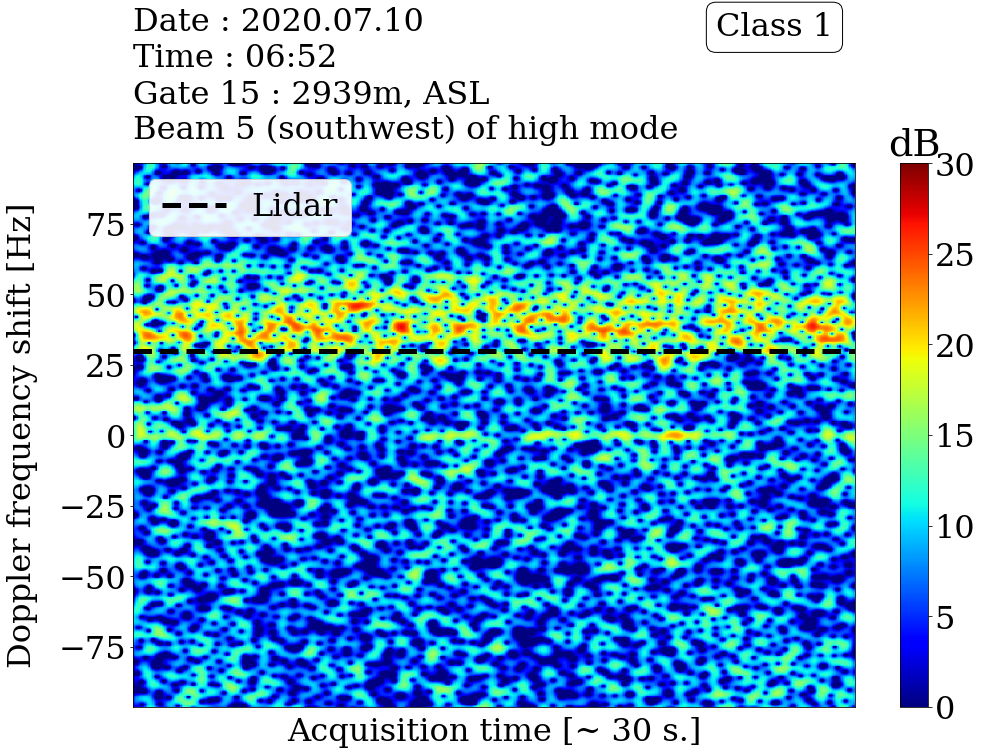 Date : 2020.07.10
Class 1
Time : 06:52
Gate 15 : 2939m, ASL
Beam 5 (southwest) of high mode
dB
30
25
20
15
10
5
0
Lidar
Doppler frequency shift [Hz]
75
50
25
0
−25
−50
−75
Acquisition time [~ 30 s.]